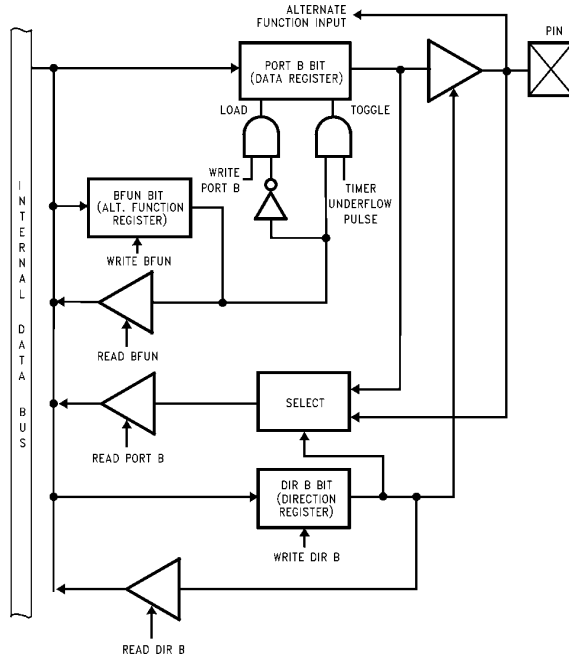 ALTERNATE
FUNCTION INPUT
PIN
PORT B BIT
(DATA REGISTER)
LOAD
TOGGLE
WRITE
PORT B
TIMER
UNDERFLOW
PULSE
BFUN BIT
(ALT. FUNCTION
REGISTER)
WRITE BFUN
READ BFUN
INTERNAL DATA BUS
SELECT
READ PORT B
DIR B BIT
(DIRECTION
REGISTER)
WRITE DIR B
READ DIR B